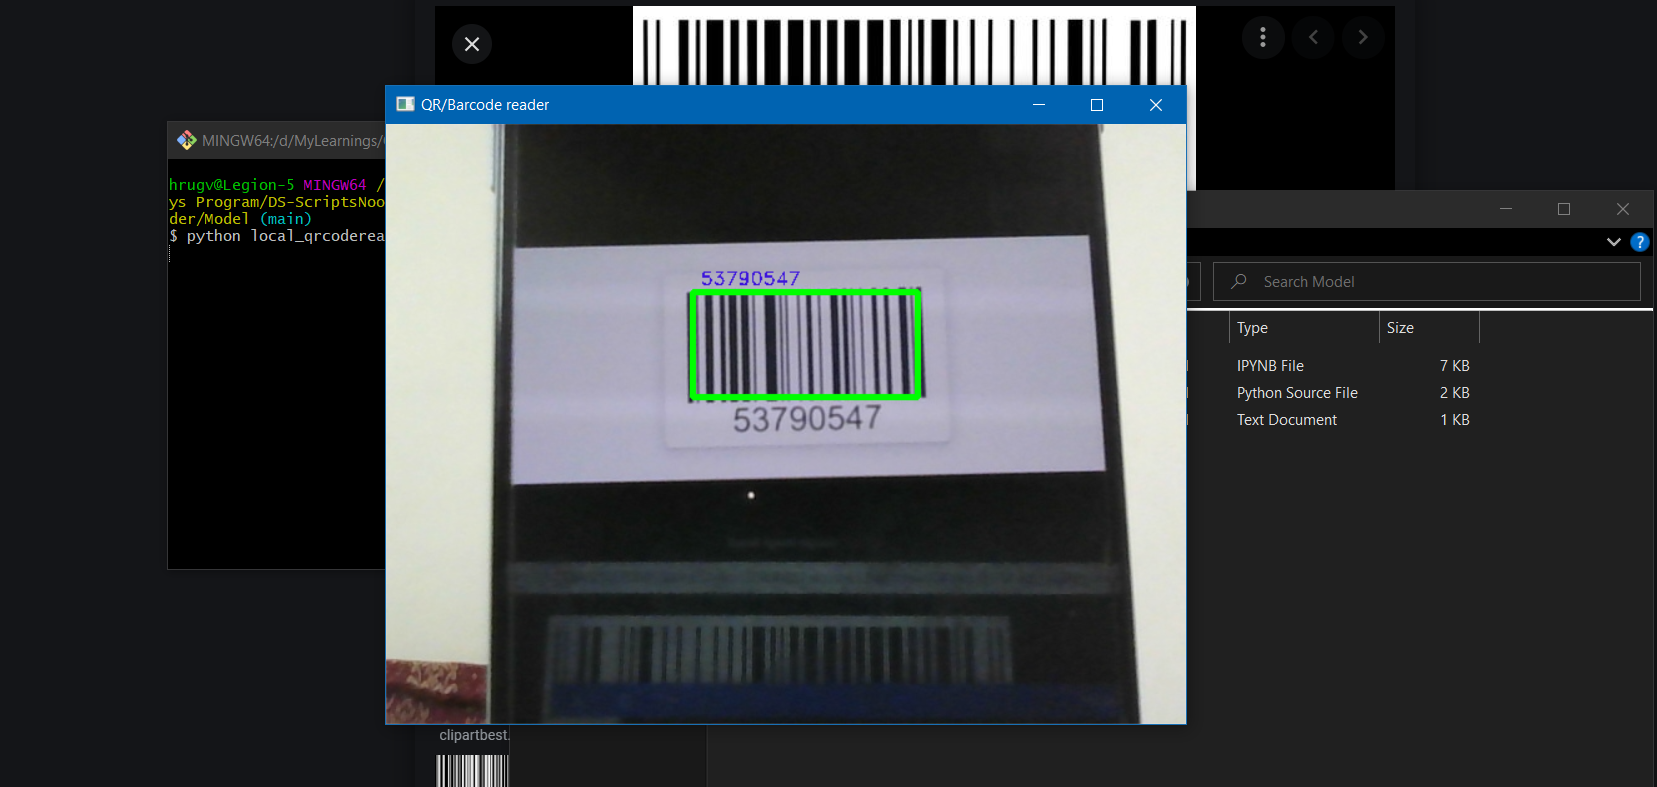 QR/Barcode reader
MINGW64:/d/MyLearnings/
hrugv@Legion-5 MINGW64 /
ys Program/DS-ScriptsNoo
der/Model (main)
$ python local_qrcoderea
53790547
53790547
Search Model
Type Size
IPYNB File 7 KB
Python Source File 2 KB
Text Document 1 KB
clipartbest.